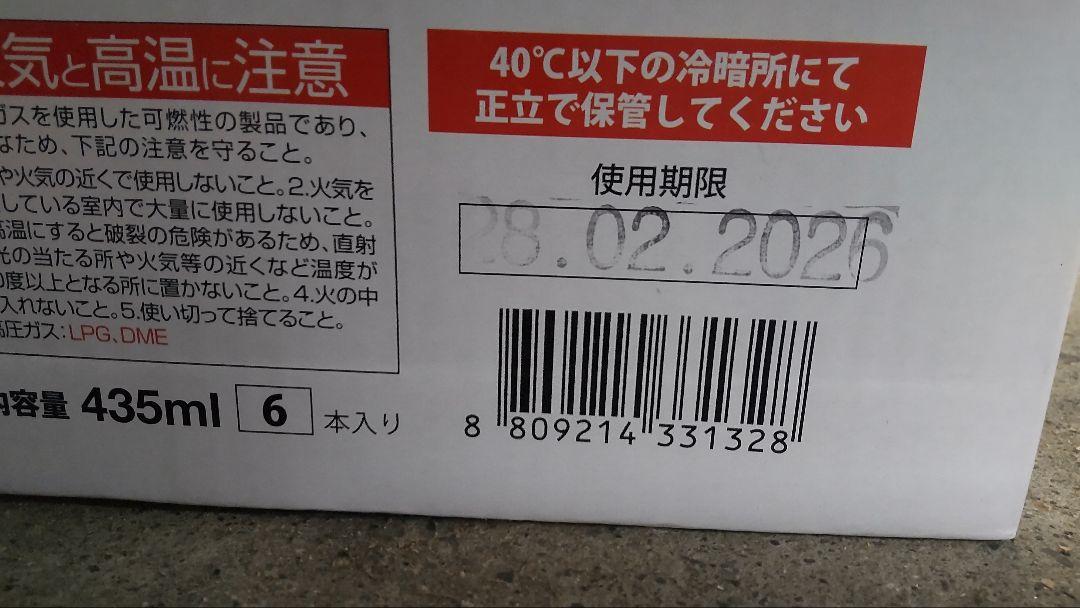 気と高温に注意
ガスを使用した可燃性の製品であり、
なため、下記の注意を守ること。
や火気の近くで使用しないこと。2.火気を
している室内で大量に使用しないこと。
高温にすると破裂の危険があるため、直射
光の当たる所や火気等の近くなど温度が
0度以上となる所に置かないこと。4.火の中
入れないこと。5.使い切って捨てること。
高圧ガス:LPG、DME
内容量 435ml 6 本入り
40℃以下の冷暗所にて
正立で保管してください
使用期限
28.02.2026
8 809214 331328